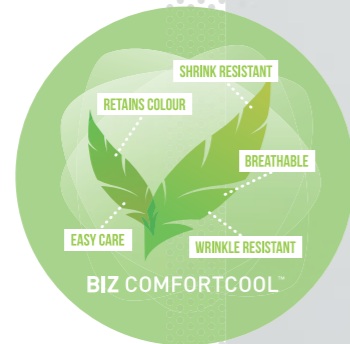 SHRINK RESISTANT
RETAINS COLOUR
BREATHABLE
EASY CARE
WRINKLE RESISTANT
BIZ COMFORTCOOL™